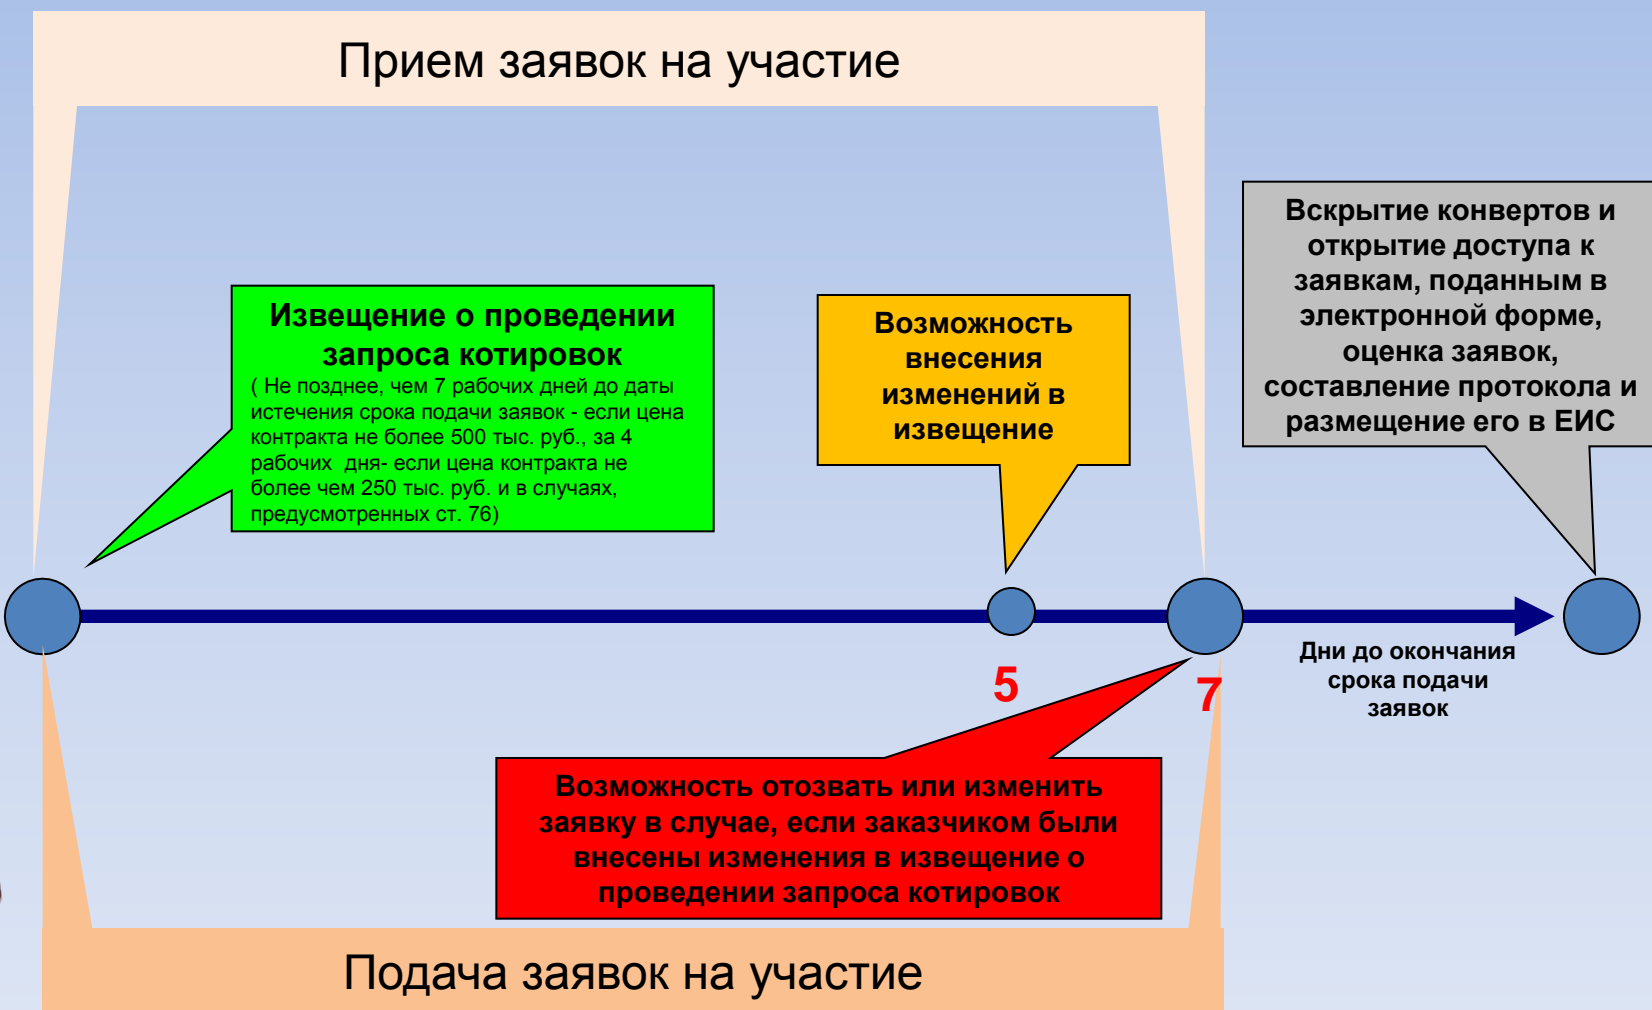 Прием заявок на участие
Вскрытие конвертов и
открытие доступа к
заявкам, поданным в
электронной форме,
оценка заявок,
составление протокола и
размещение его в ЕИС
Извещение о проведении
запроса котировок
( Не позднее, чем 7 рабочих дней до даты
истечения срока подачи заявок - если цена
контракта не более 500 тыс. руб., за 4
рабочих  дня- если цена контракта не
более чем 250 тыс. руб. и в случаях,
предусмотренных ст. 76)
Возможность
внесения
изменений в
извещение
5
7
Дни до окончания
срока подачи
заявок
Возможность отозвать или изменить
заявку в случае, если заказчиком были
внесены изменения в извещение о
проведении запроса котировок
Подача заявок на участие